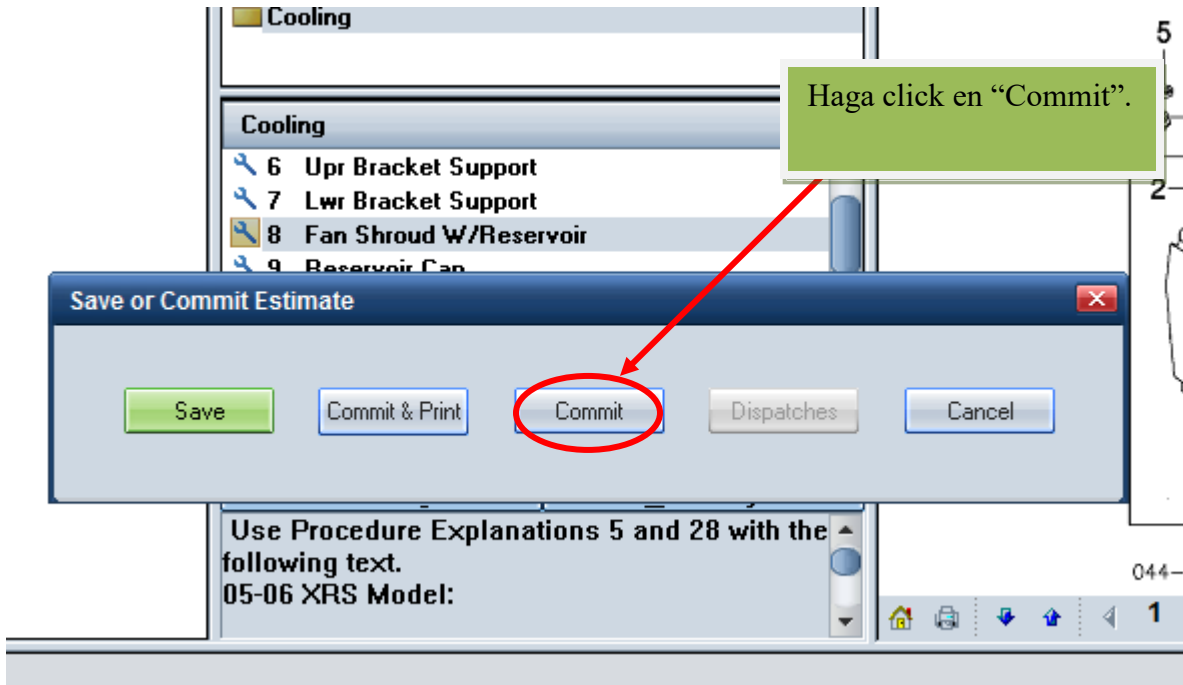 Cooling
5
Haga click en “Commit”.
Cooling
6 Upr Bracket Support
7 Lwr Bracket Support
2
8 Fan Shroud W/Reservoir
9 Reservoir Cap
Save or Commit Estimate
Save
Commit & Print
Commit
Dispatches
Cancel
Use Procedure Explanations 5 and 28 with the
following text.
05-06 XRS Model:
044-
1